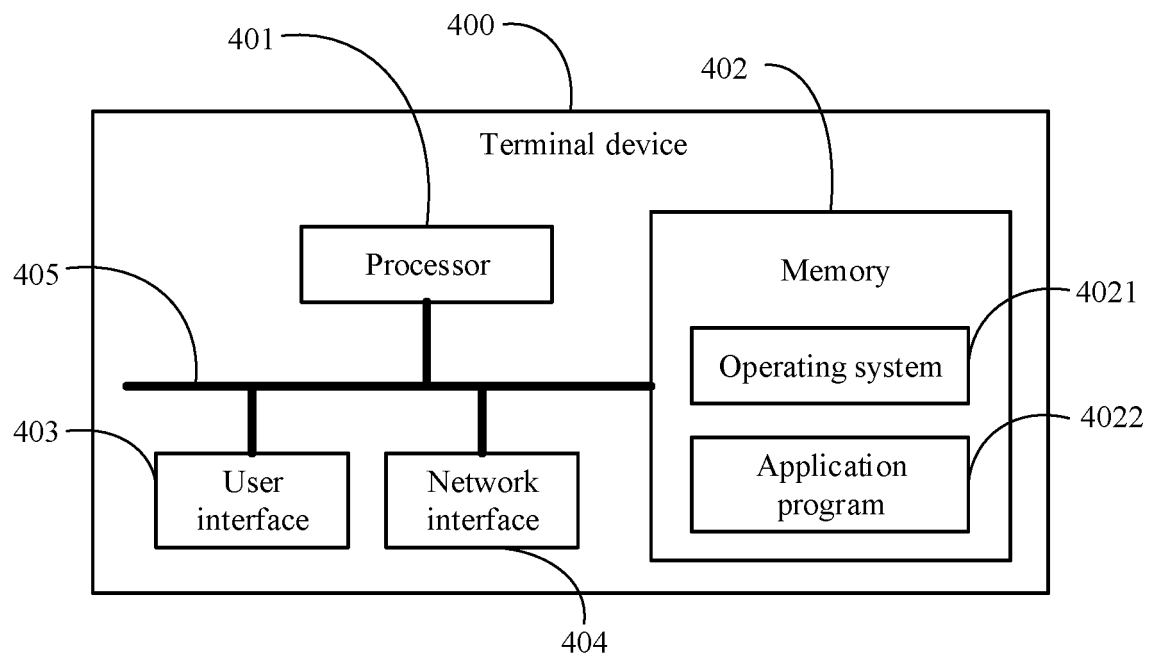 400
401
402
Terminal device
Processor
Memory
405
4021
Operating system
403
4022
User
interface
Network
interface
Application
program
404